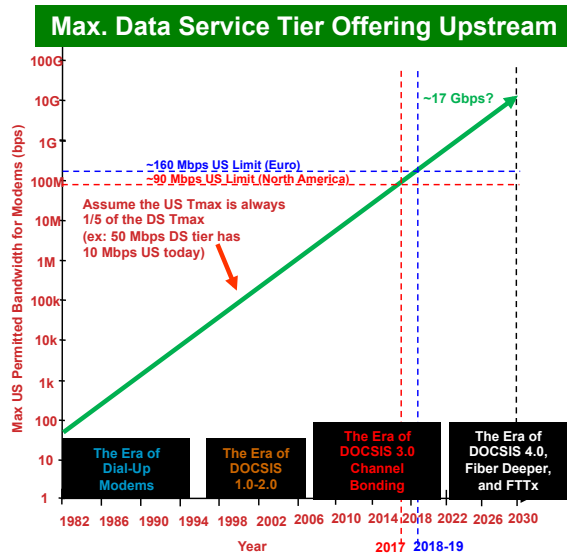 Max. Data Service Tier Offering Upstream
Max US Permitted Bandwidth for Modems (bps)
100G
10G
1G
100M
10M
1M
100k
10k
1k
100
10
1
~17 Gbps?
~160 Mbps US Limit (Euro)
~90 Mbps US Limit (North America)
Assume the US Tmax is always
1/5 of the DS Tmax
(ex: 50 Mbps DS tier has
10 Mbps US today)
The Era of
Dial-Up
Modems
The Era of
DOCSIS
1.0-2.0
The Era of
DOCSIS 3.0
Channel
Bonding
The Era of
DOCSIS 4.0,
Fiber Deeper,
and FTTx
1982 1986 1990 1994 1998 2002 2006 2010 2014 2018 2022 2026 2030
Year
2017
2018-19